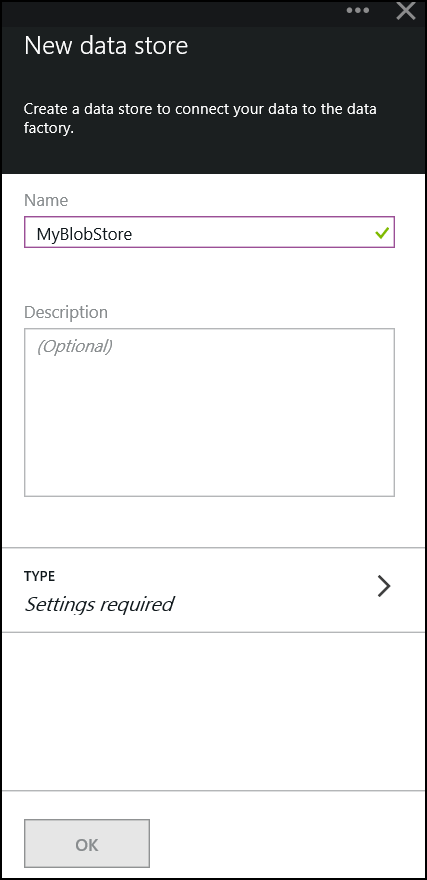 New data store
Create a data store to connect your data to the data
factory.
Name
MyBlobStore
Description
(Optional)
TYPE
Settings required
OK